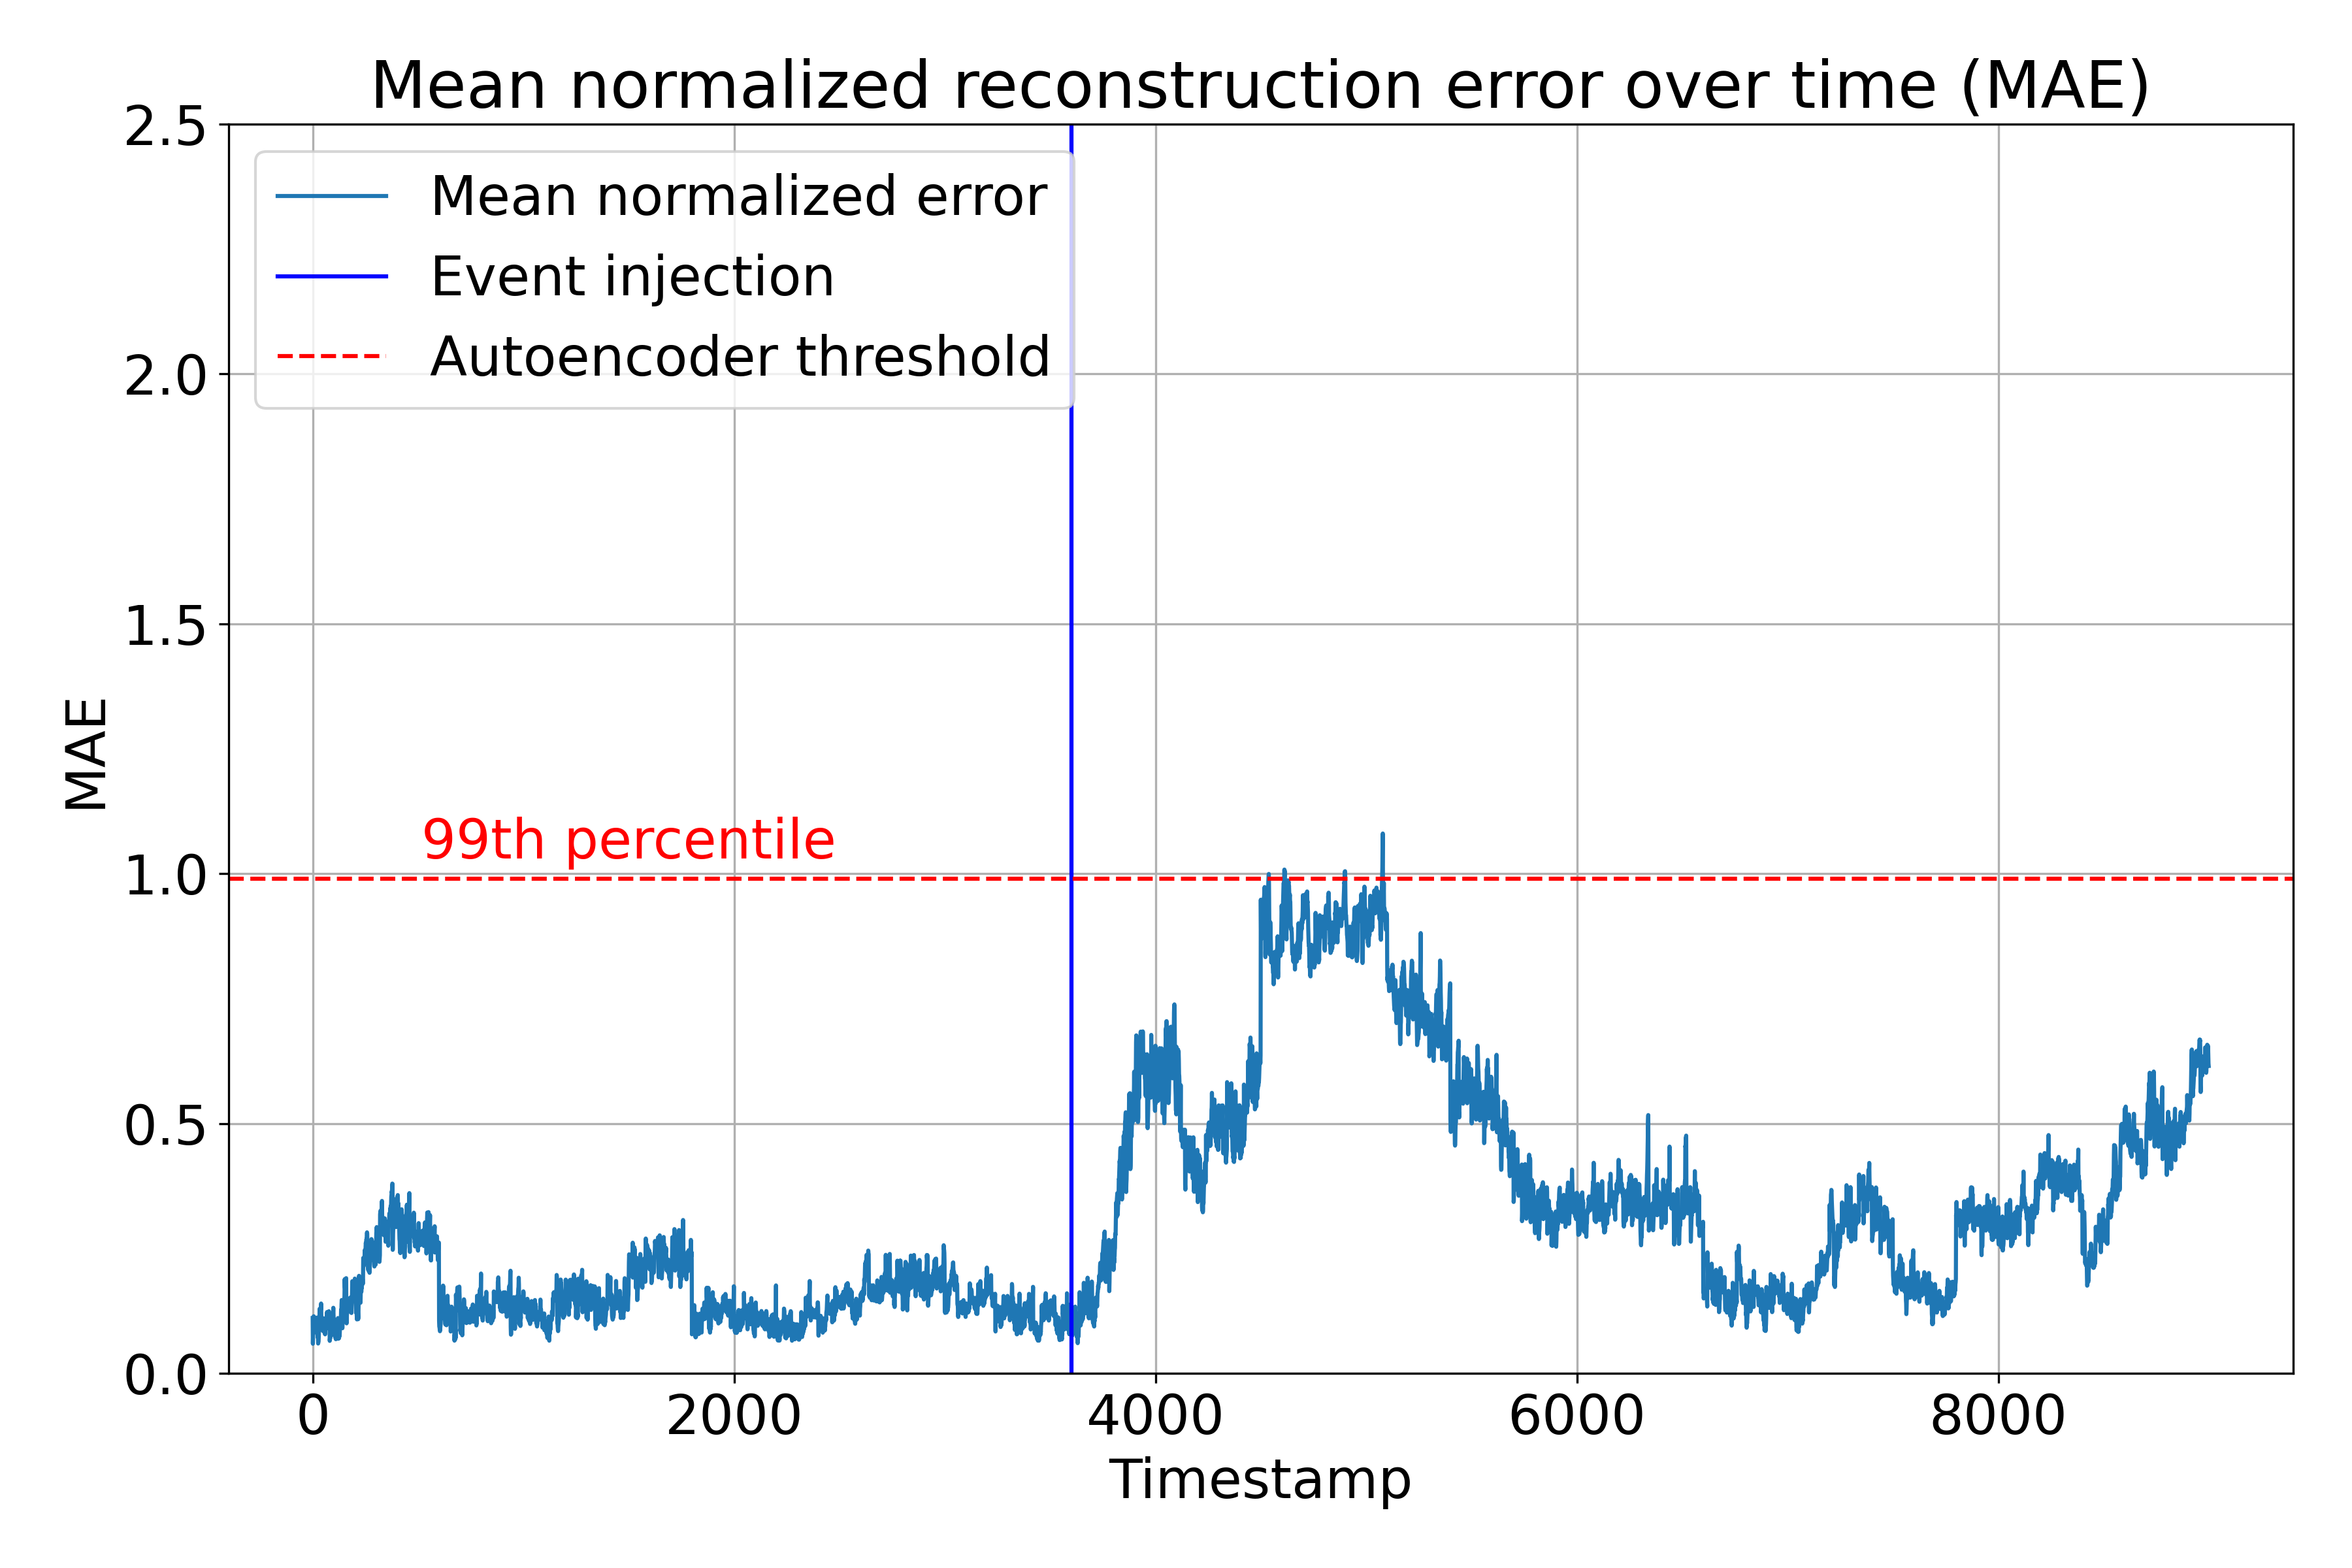 Mean normalized reconstruction error over time (MAE)
2.5
Mean normalized error
Event injection
Autoencoder threshold
2.0
1.5
MAE
99th percentile
1.0
0.5
0.0
0 2000 4000 6000 8000
Timestamp